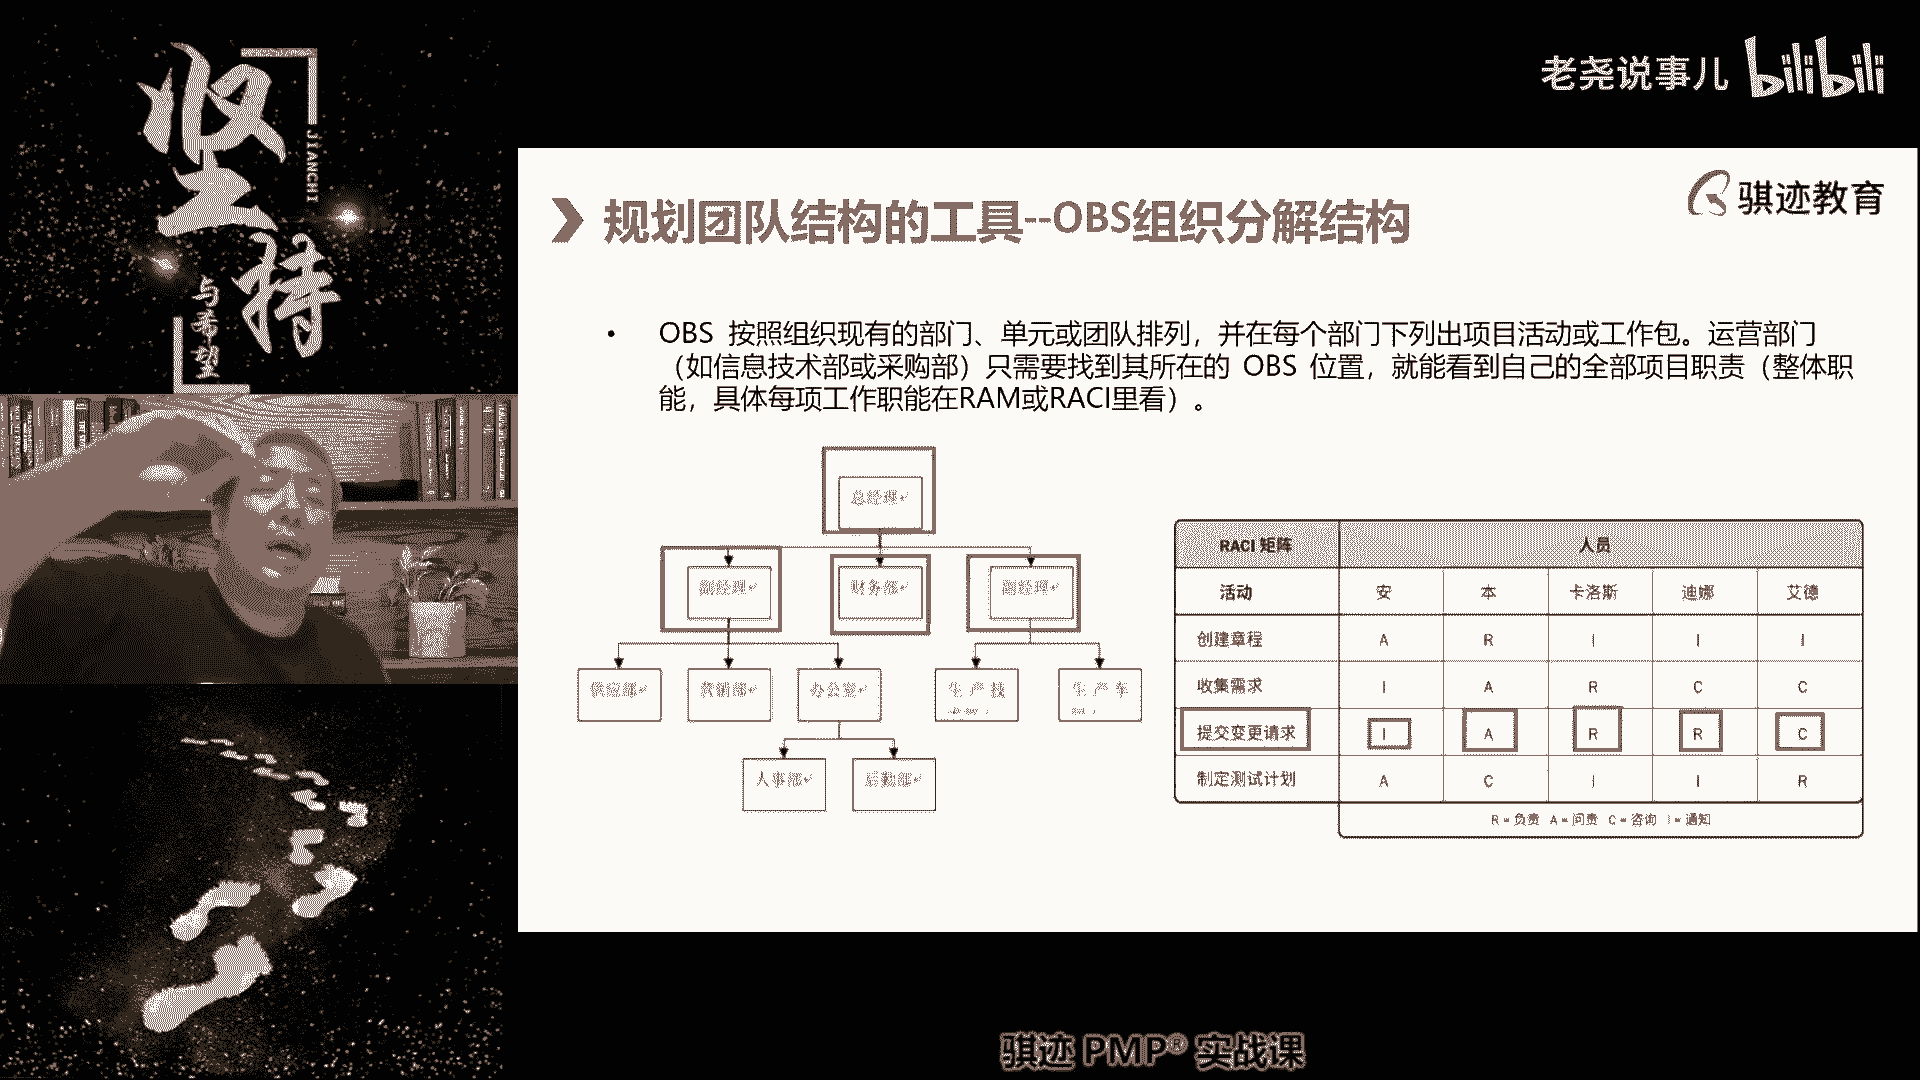 坚持
JIANCHI
与希望
老尧说事儿 bilibili
骐迹教育
规划团队结构的工具--OBS组织分解结构
• OBS 按照组织现有的部门、单元或团队排列，并在每个部门下列出项目活动或工作包。运营部门
（如信息技术部或采购部）只需要找到其所在的 OBS 位置，就能看到自己的全部项目职责（整体职
能，具体每项工作职能在RAM或RACI里看）。
总经理
副经理 财务部 副经理
供应部 营销部 办公室 生产技 生产车
人事部 后勤部
RACI 矩阵 人员
活动 安 本 卡洛斯 迪娜 艾德
创建章程 A R I I I
收集需求 I A R C C
提交变更请求 I A R R C
制定测试计划 A C I I R
R = 负责 A = 问责 C = 咨询 I = 通知
骐迹 PMP® 实战课